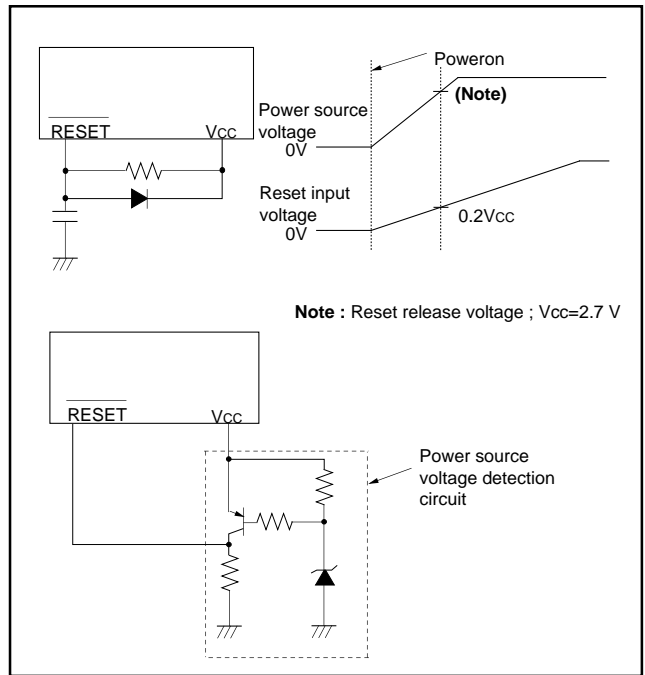 Poweron
(Note)
RESET
VCC
Power source
voltage
0V
Reset input
voltage
0V
0.2VCC
Note : Reset release voltage ; Vcc=2.7 V
RESET
VCC
Power source
voltage detection
circuit